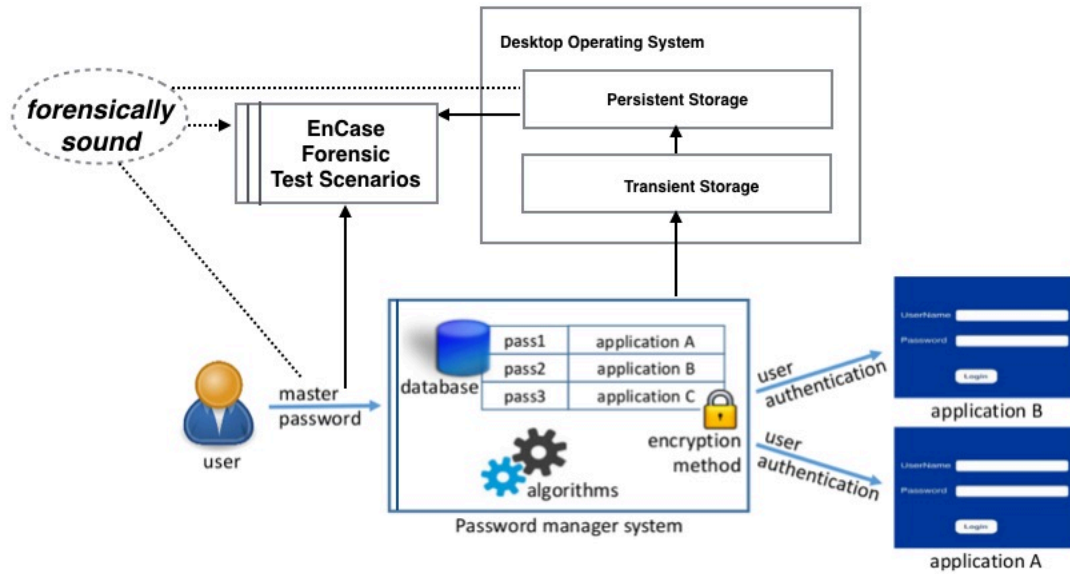 Desktop Operating System
Persistent Storage
Transient Storage
forensically
sound
EnCase
Forensic
Test Scenarios
user
master
password
database
pass1 application A
pass2 application B
pass3 application C
encryption
method
algorithms
Password manager system
user
authentication
user
authentication
UserName
Password
Login
application B
UserName
Password
Login
application A